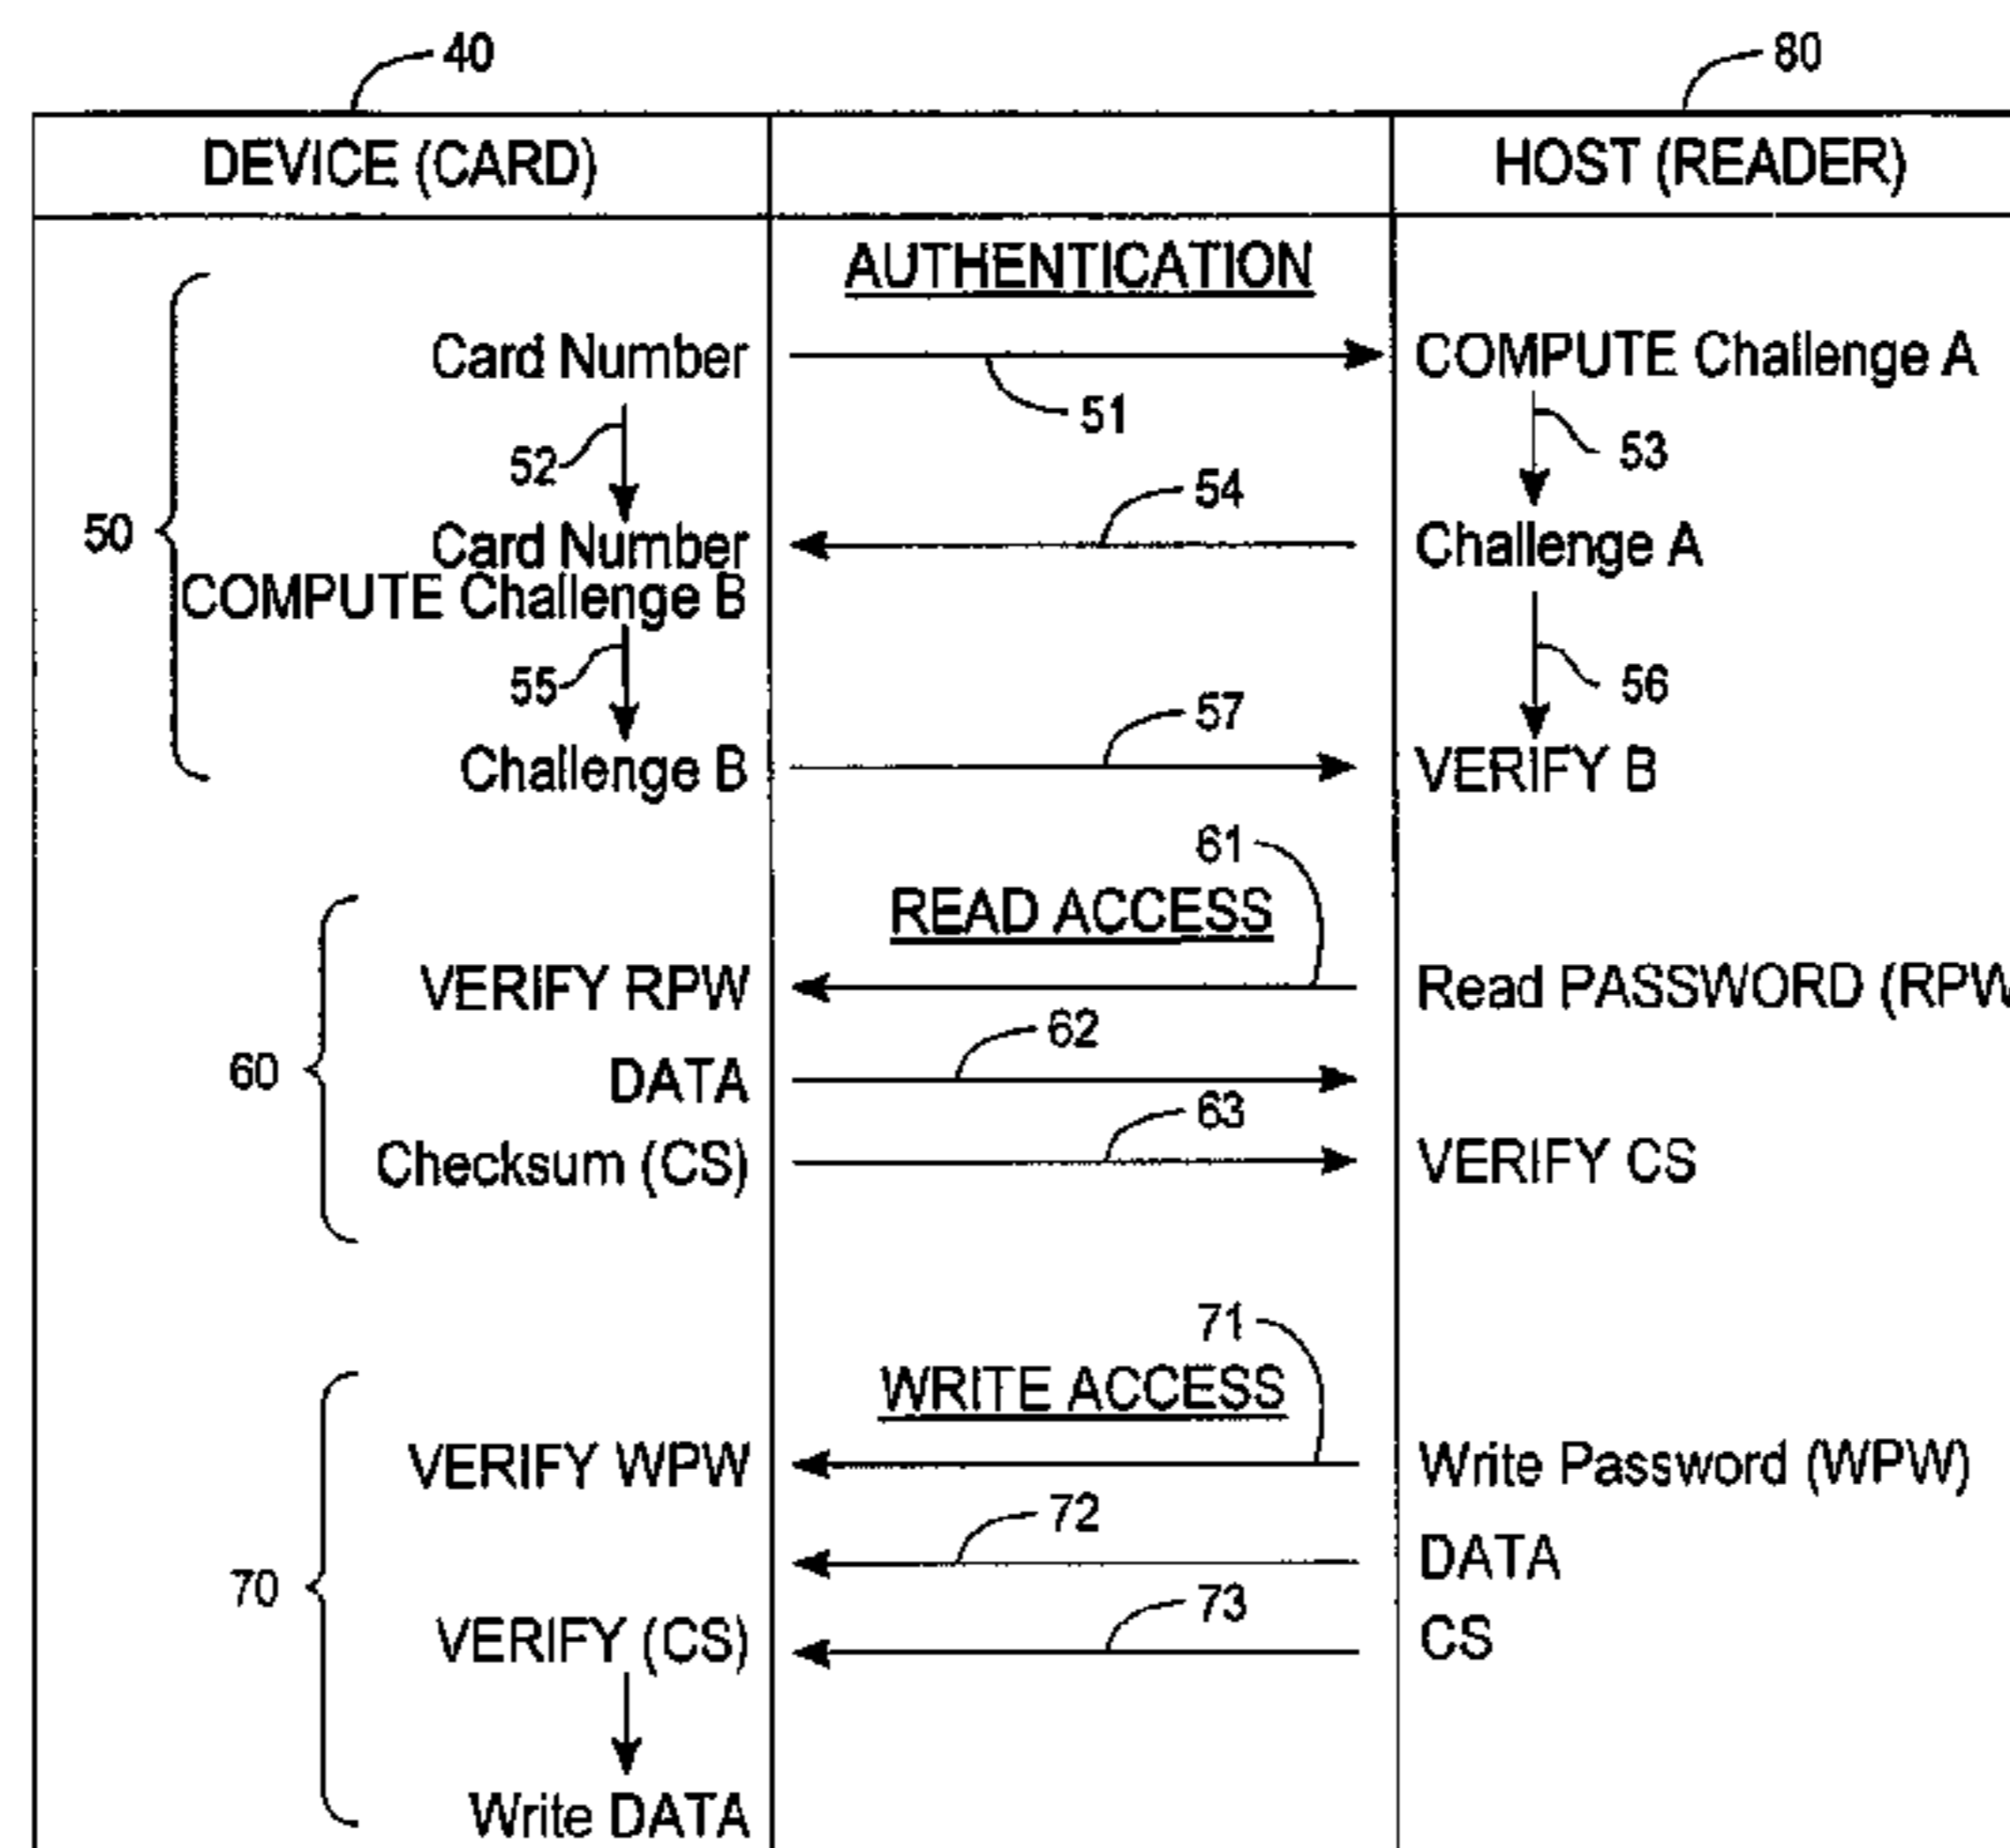 40
80
DEVICE (CARD)
HOST (READER)
AUTHENTICATION
Card Number
COMPUTE Challenge A
51
52
53
54
50
Card Number
Challenge A
COMPUTE Challenge B
55
56
57
Challenge B
VERIFY B
61
READ ACCESS
VERIFY RPW
Read PASSWORD (RPW
62
60
DATA
63
Checksum (CS)
VERIFY CS
71
WRITE ACCESS
VERIFY WPW
Write Password (WPW)
72
DATA
70
73
VERIFY (CS)
CS
Write DATA